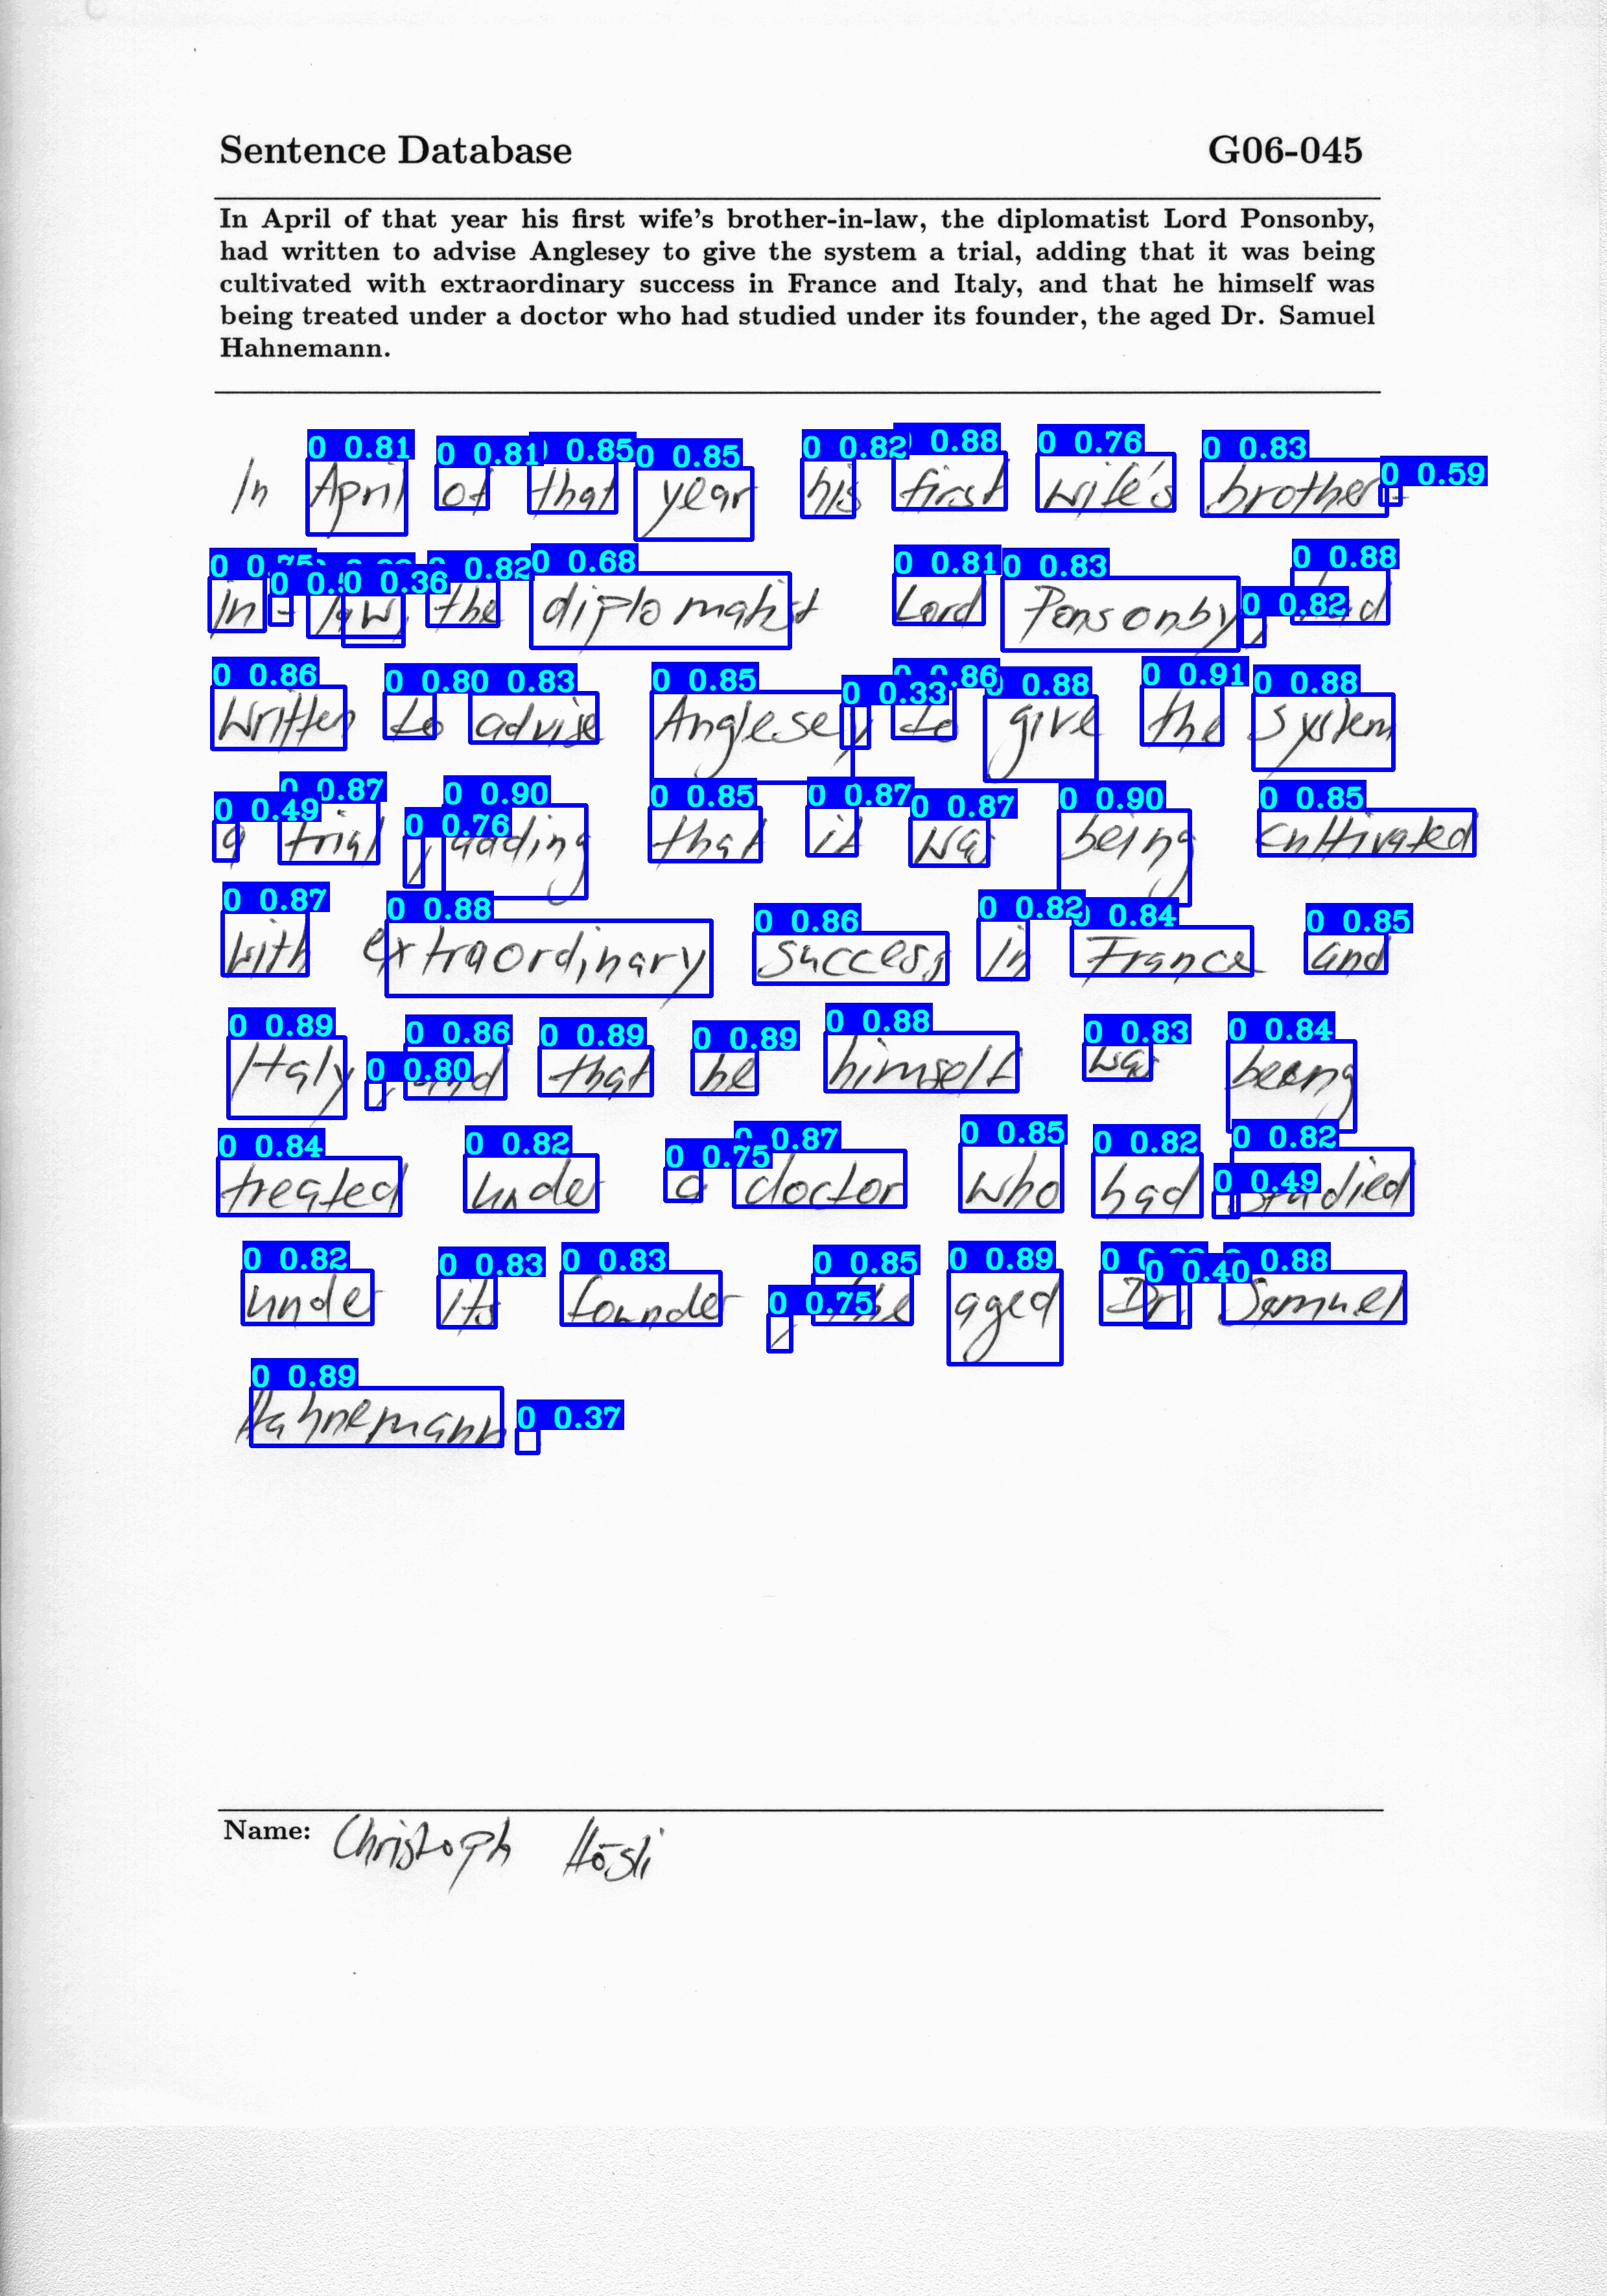 Sentence Database G06-045
In April of that year his first wife's brother-in-law, the diplomatist Lord Ponsonby,
had written to advise Anglesey to give the system a trial, adding that it was being
cultivated with extraordinary success in France and Italy, and that he himself was
being treated under a doctor who had studied under its founder, the aged Dr. Samuel
Hahnemann.
0 0.81 0 0.81 0.85 0 0.85 0 0.82 0.88 0 0.76 0 0.83 0 0.59
In April of that year his first wife's brother-
0 0.75 0 0.36 0.82 0 0.68 0 0.81 0 0.83 0 0.82 0 0.88
in-law, the diplomatist Lord Ponsonby, had
0 0.86 0 0.80 0.83 0 0.85 0 0.33 0.86 0.88 0 0.91 0 0.88
written to advise Anglesey to give the system
0 0.49 0.87 0 0.76 0 0.90 0 0.85 0 0.87 0 0.87 0 0.90 0 0.85
a trial, adding that it was being cultivated
0 0.87 0 0.88 0 0.86 0 0.82 0.84 0 0.85
with extraordinary success in France and
0 0.89 0 0.80 0 0.86 0 0.89 0 0.89 0 0.88 0 0.83 0 0.84
Italy, and that he himself was being
0 0.84 0 0.82 0 0.75 0.87 0 0.85 0 0.82 0 0.49 0 0.82
treated under a doctor who had studied
0 0.82 0 0.83 0 0.83 0 0.75 0 0.85 0 0.89 0 0.40 0.88
under its founder, the aged Dr. Samuel
0 0.89 0 0.37
Hahnemann.
Name: Christoph Hösli